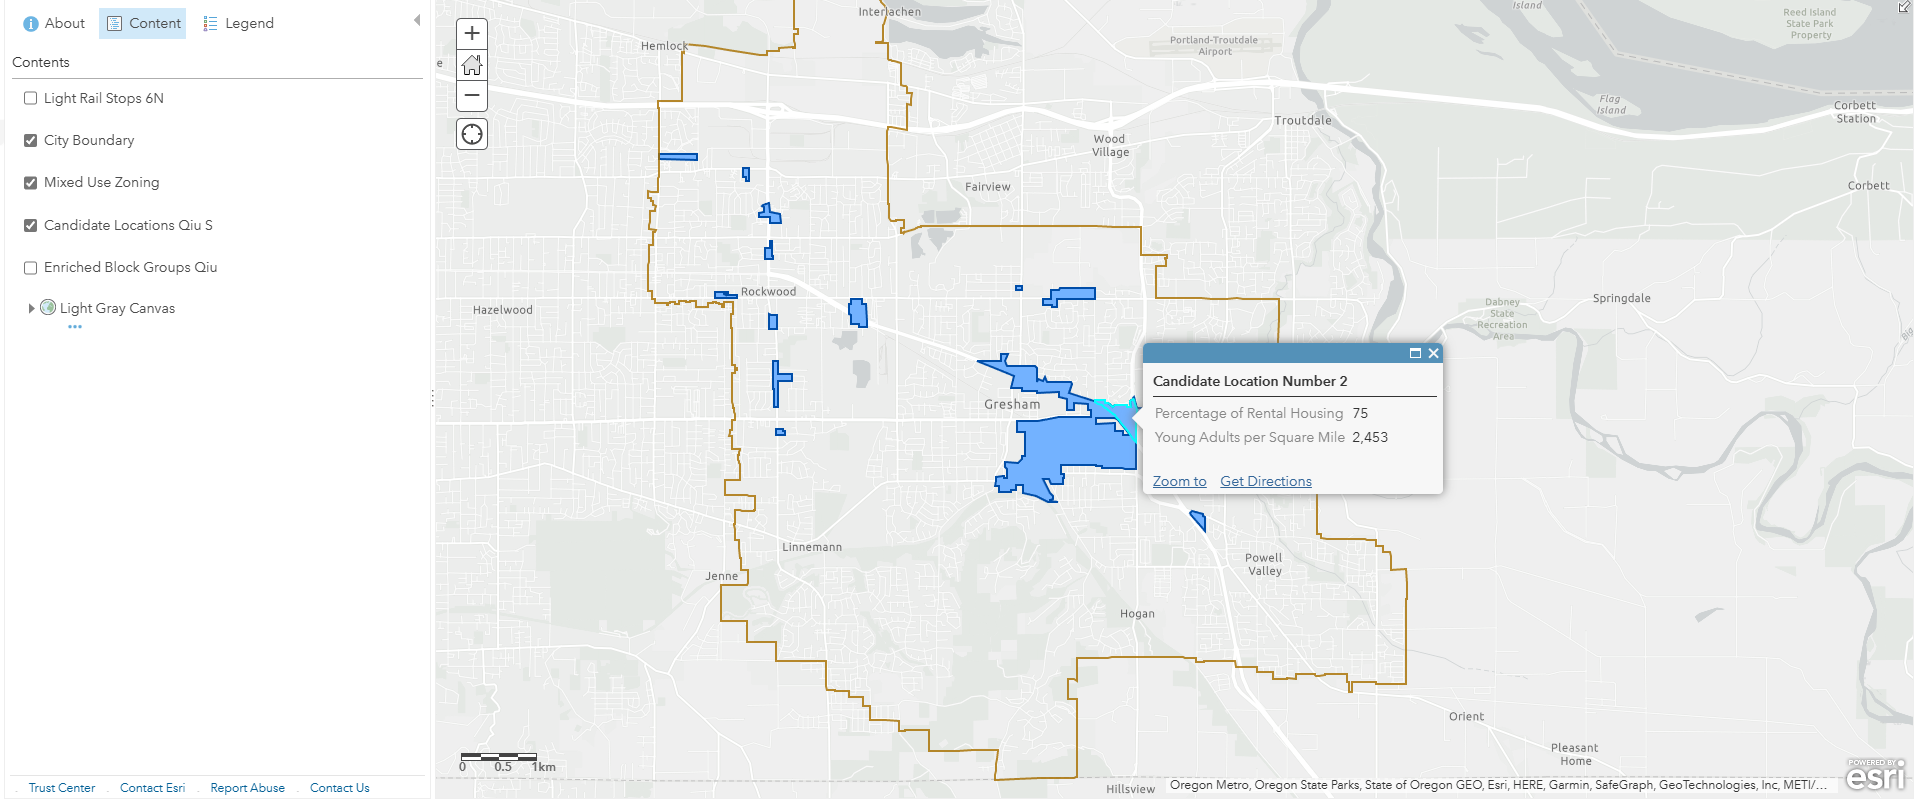 About
Content
Legend
Contents
Light Rail Stops 6N
City Boundary
Mixed Use Zoning
Candidate Locations Qiu S
Enriched Block Groups Qiu
Light Gray Canvas
Trust Center
Contact Esri
Report Abuse
Contact Us
Interlachen
Hemlock
e
Portland-Troutdale
Airport
Island
Reed Island
State Park
Property
Flag
Island
Corbett
Station
Troutdale
Wood
Village
Fairview
Corbett
Hazelwood
Rockwood
Dabney
State
Recreation
Area
Springdale
Big
Gresham
Candidate Location Number 2
Percentage of Rental Housing 75
Young Adults per Square Mile 2,453
Zoom to
Get Directions
Linnemann
Jenne
Powell
Valley
Hogan
Orient
Pleasant
Home
Hillsview
0 0.5 1km
Oregon Metro, Oregon State Parks, State of Oregon GEO, Esri, HERE, Garmin, SafeGraph, GeoTechnologies, Inc, METI/...
POWERED BY
esri